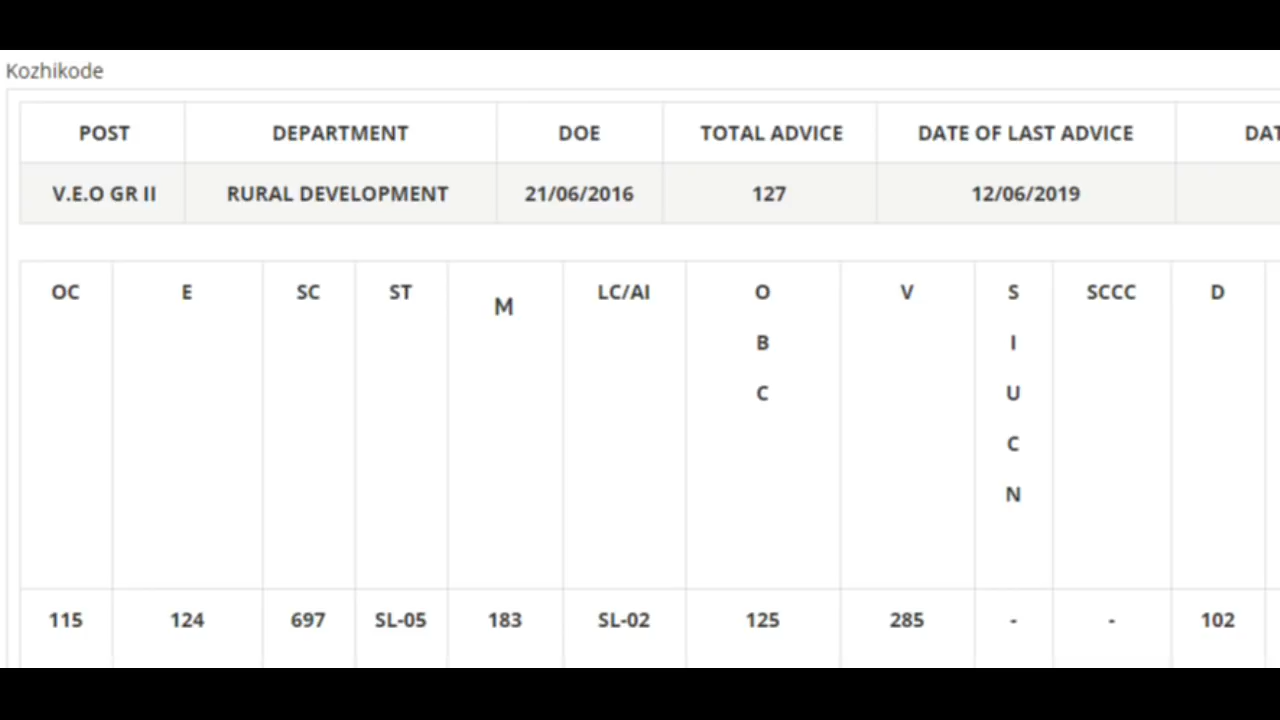 Kozhikode
POST DEPARTMENT DOE TOTAL ADVICE DATE OF LAST ADVICE DAT
V.E.O GR II RURAL DEVELOPMENT 21/06/2016 127 12/06/2019
OC E SC ST M LC/AI O V S SCCC D
B I
C U
C
N
115 124 697 SL-05 183 SL-02 125 285 - - 102